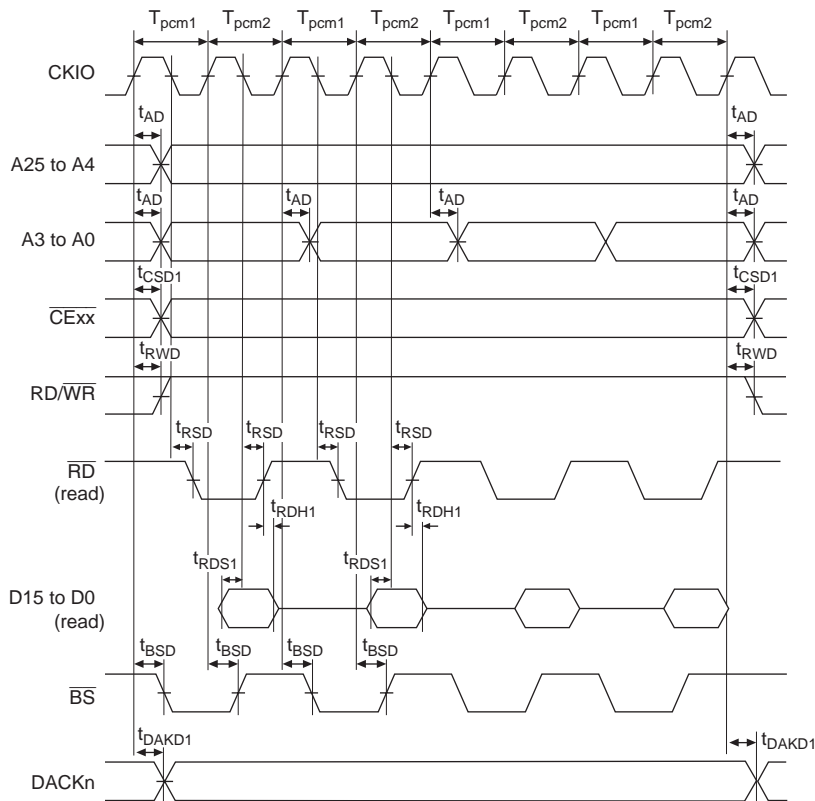 Tpcm1 Tpcm2 Tpcm1 Tpcm2 Tpcm1 Tpcm2 Tpcm1 Tpcm2
CKIO
tAD tAD
A25 to A4
tAD tAD tAD tAD
A3 to A0
tCSD1 tCSD1
CExx
tRWD tRWD
RD/WR
tRSD tRSD tRSD tRSD
RD
(read)
tRDH1 tRDH1
tRDS1 tRDS1
D15 to D0
(read)
tBSD tBSD tBSD tBSD
BS
tDAKD1 tDAKD1
DACKn